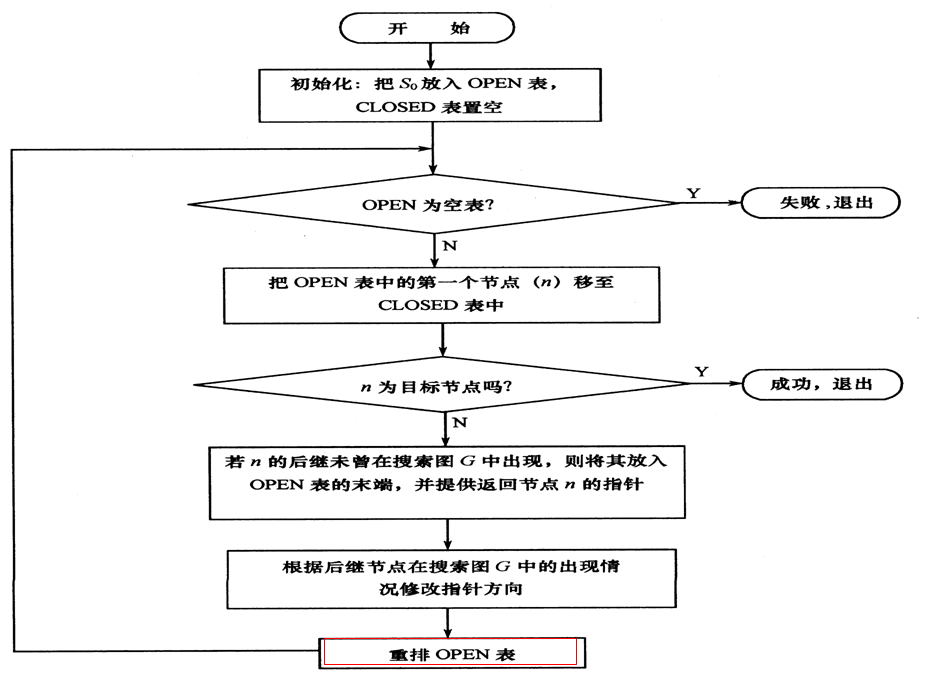 开 始
初始化：把 S₀ 放入 OPEN 表，
CLOSED 表置空
OPEN 为空表？
Y
失败，退出
N
把 OPEN 表中的第一个节点（n）移至
CLOSED 表中
n 为目标节点吗？
Y
成功，退出
N
若 n 的后继未曾在搜索图 G 中出现，则将其放入
OPEN 表的末端，并提供返回节点 n 的指针
根据后继节点在搜索图 G 中的出现情
况修改指针方向
重排 OPEN 表